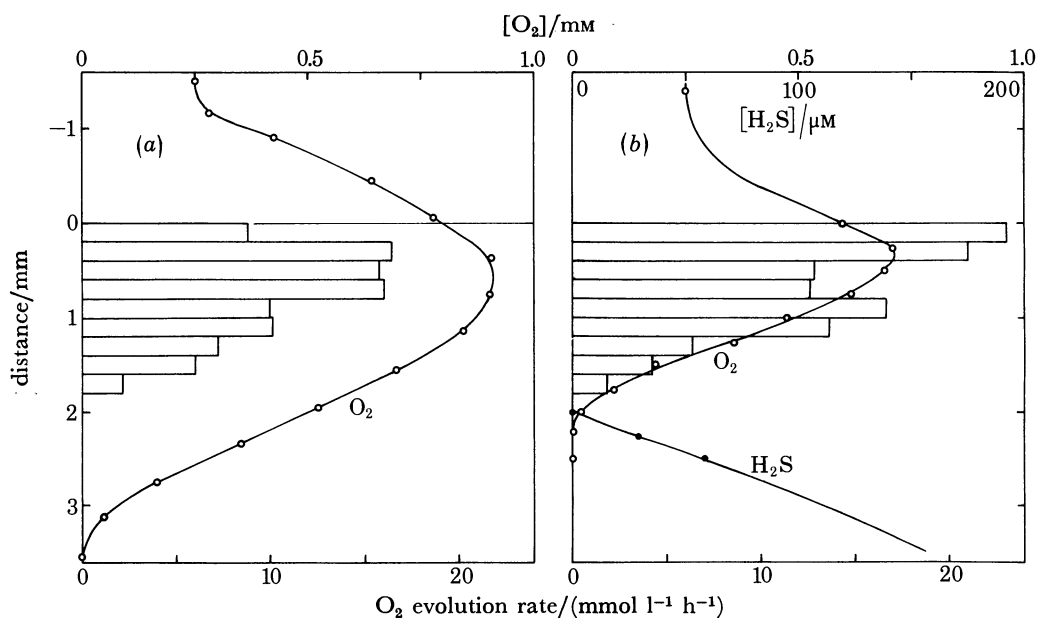 [O₂]/mM
0 0.5 1.0 0.5 1.0
0 100 200
[H₂S]/μM
(a) (b)
−1
0
1
2
3
distance/mm
O₂ O₂
H₂S
0 10 20 0 10 20
O₂ evolution rate/(mmol l⁻¹ h⁻¹)